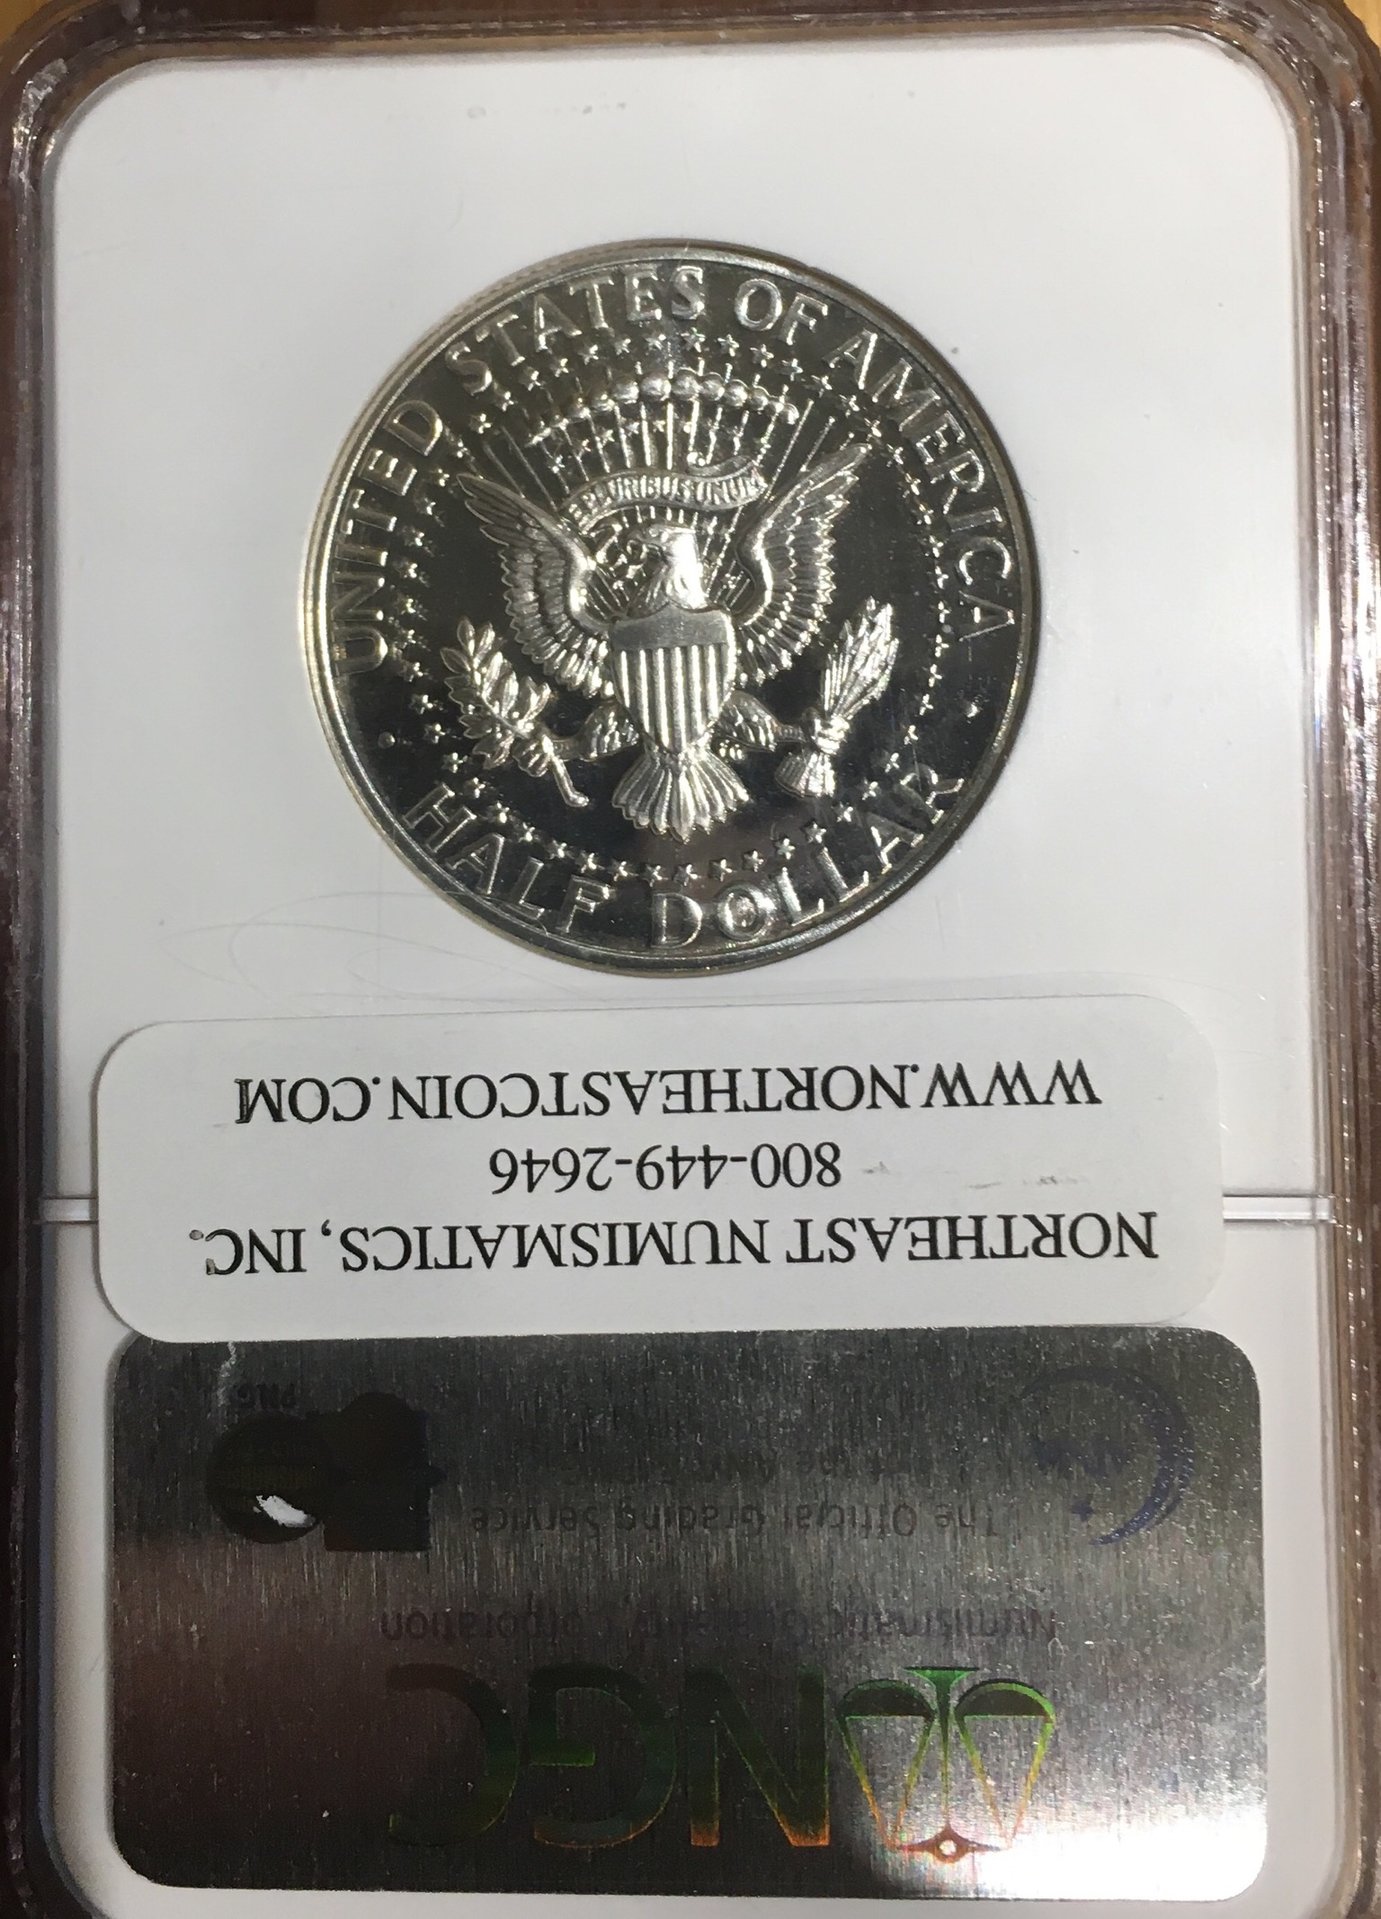 UNITED STATES OF AMERICA
E PLURIBUS UNUM
HALF DOLLAR
WWW.NORTHEASTCOIN.COM
800-449-2646
NORTHEAST NUMISMATICS, INC.
PNG
The Official Grading Service
Numismatic Guaranty Corporation
NGC